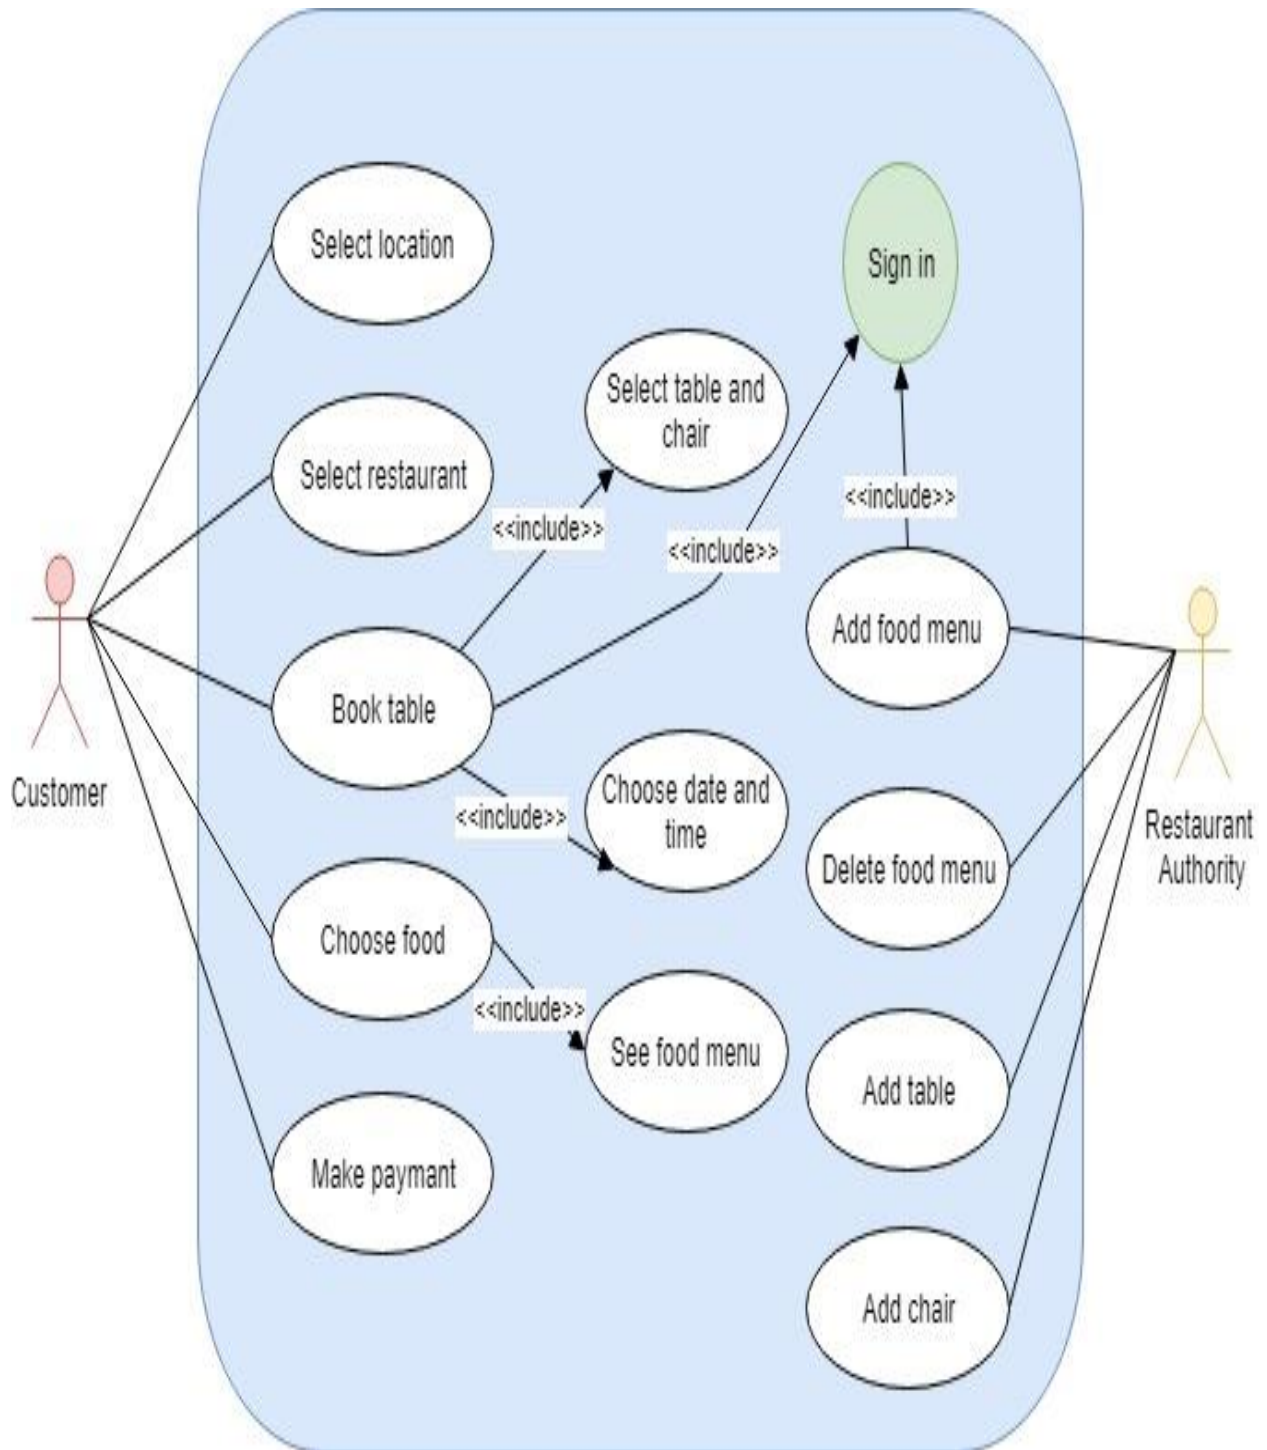 Select location
Sign in
Select table and
chair
Select restaurant
<<include>>
<<include>>
<<include>>
Add food menu
Book table
Customer
Choose date and
time
<<include>>
Restaurant
Authority
Delete food menu
Choose food
<<include>>
See food menu
Add table
Make paymant
Add chair